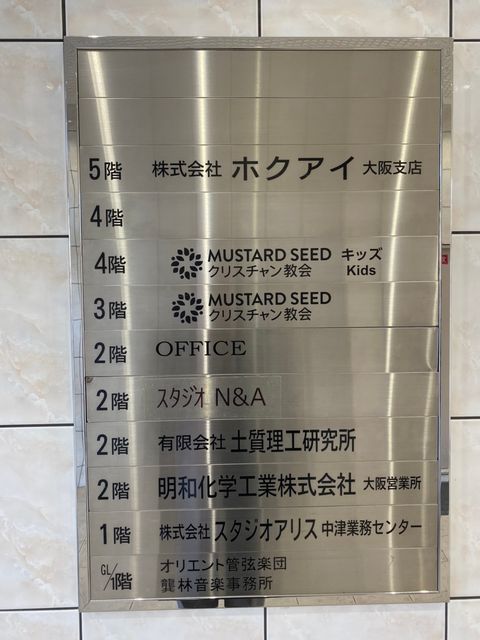 5階 株式会社 ホクアイ 大阪支店
4階
4階 MUSTARD SEED キッズ
クリスチャン教会 Kids
3階 MUSTARD SEED
クリスチャン教会
2階 OFFICE
2階 スタジオ N&A
2階 有限会社 土質理工研究所
2階 明和化学工業株式会社 大阪営業所
1階 株式会社 スタジオアリス 中津業務センター
GL/1階 オリエント管弦楽団
龔林音楽事務所